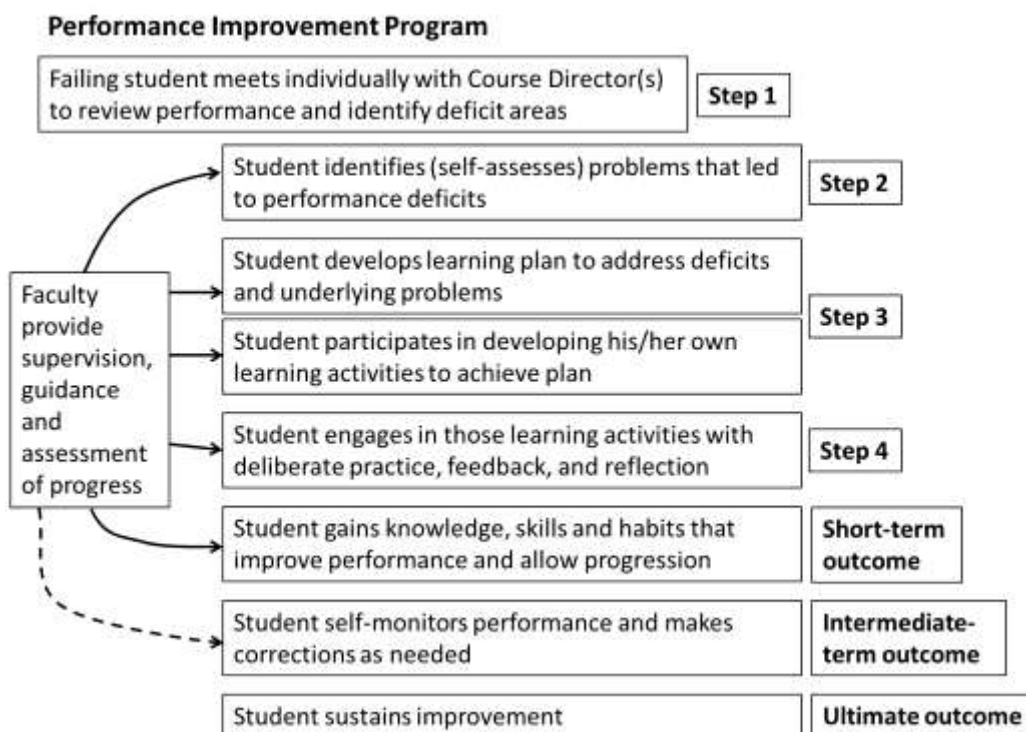 Performance Improvement Program
Failing student meets individually with Course Director(s)
to review performance and identify deficit areas
Step 1
Student identifies (self-assesses) problems that led
to performance deficits
Step 2
Faculty
provide
supervision,
guidance
and
assessment
of progress
Student develops learning plan to address deficits
and underlying problems
Student participates in developing his/her own
learning activities to achieve plan
Step 3
Student engages in those learning activities with
deliberate practice, feedback, and reflection
Step 4
Student gains knowledge, skills and habits that
improve performance and allow progression
Short-term
outcome
Student self-monitors performance and makes
corrections as needed
Intermediate-
term outcome
Student sustains improvement
Ultimate outcome